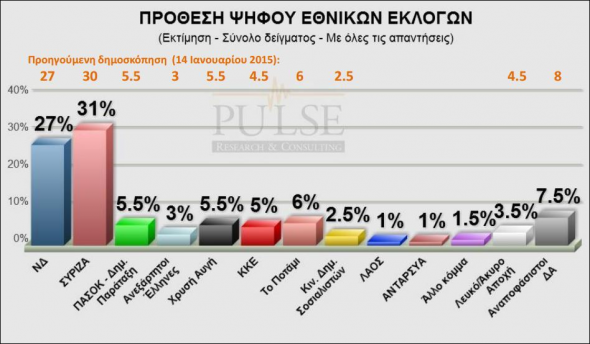 ΠΡΟΘΕΣΗ ΨΗΦΟΥ ΕΘΝΙΚΩΝ ΕΚΛΟΓΩΝ
(Εκτίμηση - Σύνολο δείγματος - Με όλες τις απαντήσεις)
Προηγούμενη δημοσκόπηση (14 Ιανουαρίου 2015):
27 30 5.5 3 5.5 4.5 6 2.5 4.5 8
PULSE
RESEARCH & CONSULTING
40%
30%
20%
10%
0%
27% 31% 5.5% 3% 5.5% 5% 6% 2.5% 1% 1% 1.5% 3.5% 7.5%
ΝΔ
ΣΥΡΙΖΑ
ΠΑΣΟΚ - Δημ.
Παράταξη
Ανεξάρτητοι
Έλληνες
Χρυσή Αυγή
ΚΚΕ
Το Ποτάμι
Κιν. Δημ.
Σοσιαλιστών
ΛΑΟΣ
ΑΝΤΑΡΣΥΑ
Άλλο Κόμμα
Λευκό/Άκυρο
Αποχή
Αναποφάσιστοι
ΔΑ